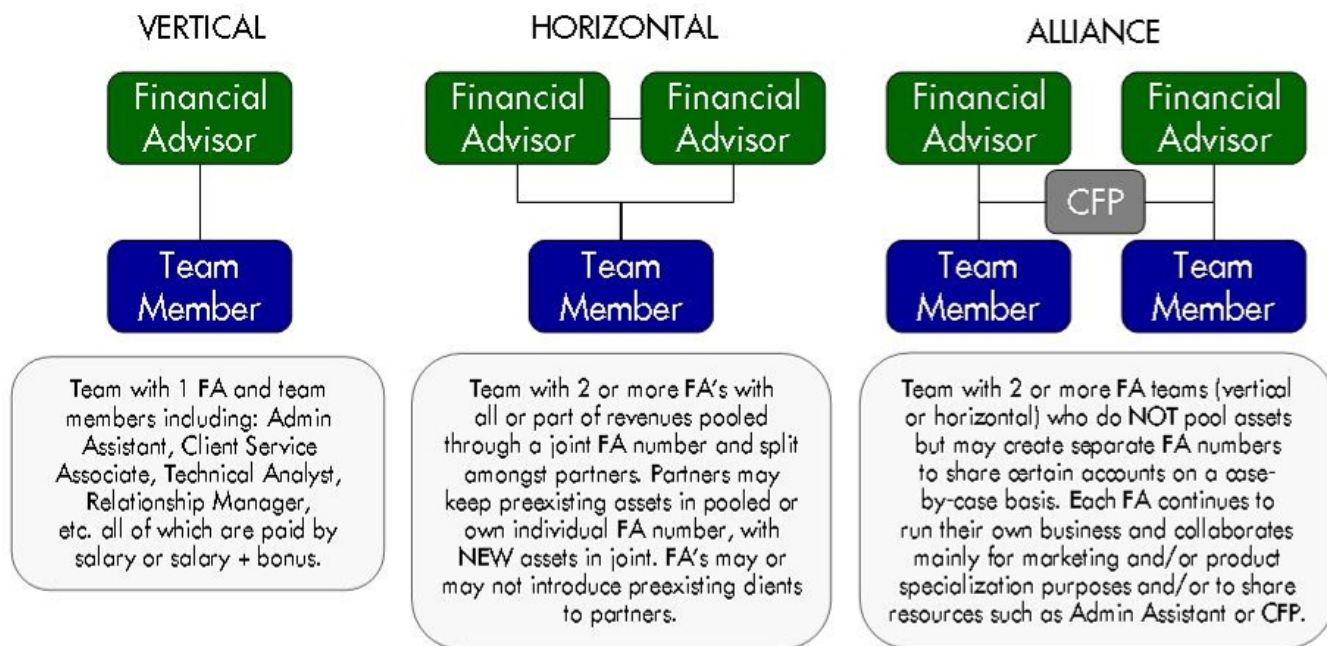 VERTICAL
Financial
Advisor
Team
Member
Team with 1 FA and team
members including: Admin
Assistant, Client Service
Associate, Technical Analyst,
Relationship Manager,
etc. all of which are paid by
salary or salary + bonus.
HORIZONTAL
Financial
Advisor
Financial
Advisor
Team
Member
Team with 2 or more FA's with
all or part of revenues pooled
through a joint FA number and split
amongst partners. Partners may
keep preexisting assets in pooled or
own individual FA number, with
NEW assets in joint. FA's may or
may not introduce preexisting clients
to partners.
ALLIANCE
Financial
Advisor
Financial
Advisor
CFP
Team
Member
Team
Member
Team with 2 or more FA teams (vertical
or horizontal) who do NOT pool assets
but may create separate FA numbers
to share certain accounts on a case-
by-case basis. Each FA continues to
run their own business and collaborates
mainly for marketing and/or product
specialization purposes and/or to share
resources such as Admin Assistant or CFP.